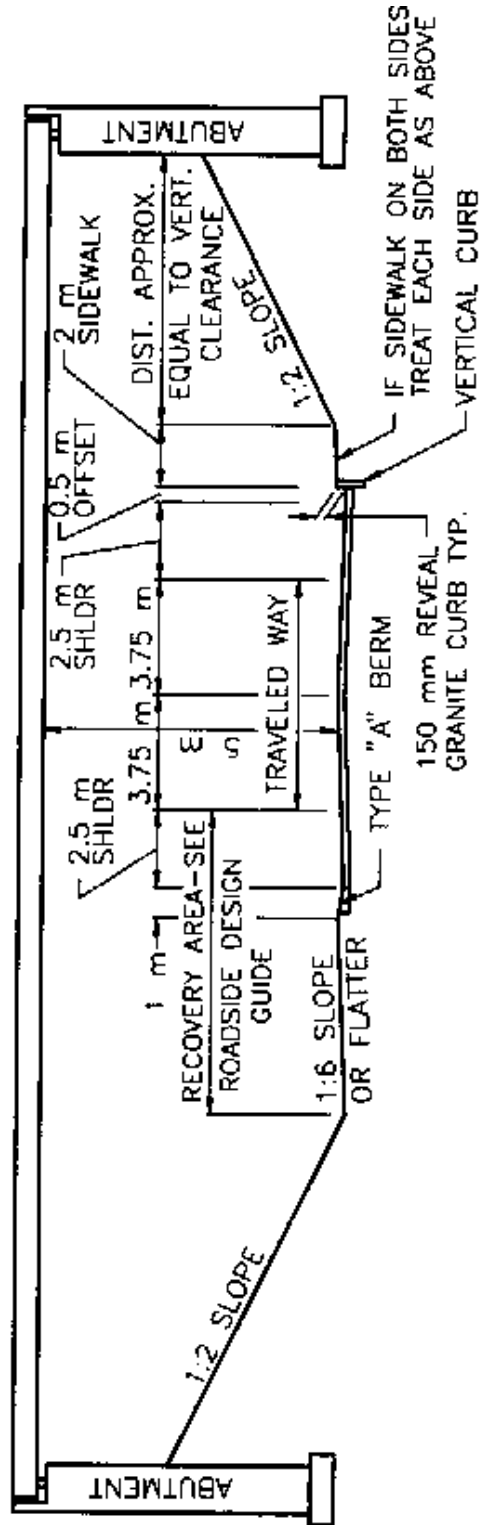 ABUTMENT
1:2 SLOPE
1 m
RECOVERY AREA-SEE
ROADSIDE DESIGN
GUIDE
1:6 SLOPE
OR FLATTER
2.5 m
SHLDR
3.75 m
3.75 m
5 m
TRAVELED WAY
TYPE "A" BERM
2.5 m
SHLDR
0.5 m
OFFSET
2 m
SIDEWALK
150 mm REVEAL
GRANITE CURB TYP.
DIST. APPROX.
EQUAL TO VERT.
CLEARANCE
1:2 SLOPE
ABUTMENT
IF SIDEWALK ON BOTH SIDES
TREAT EACH SIDE AS ABOVE
VERTICAL CURB